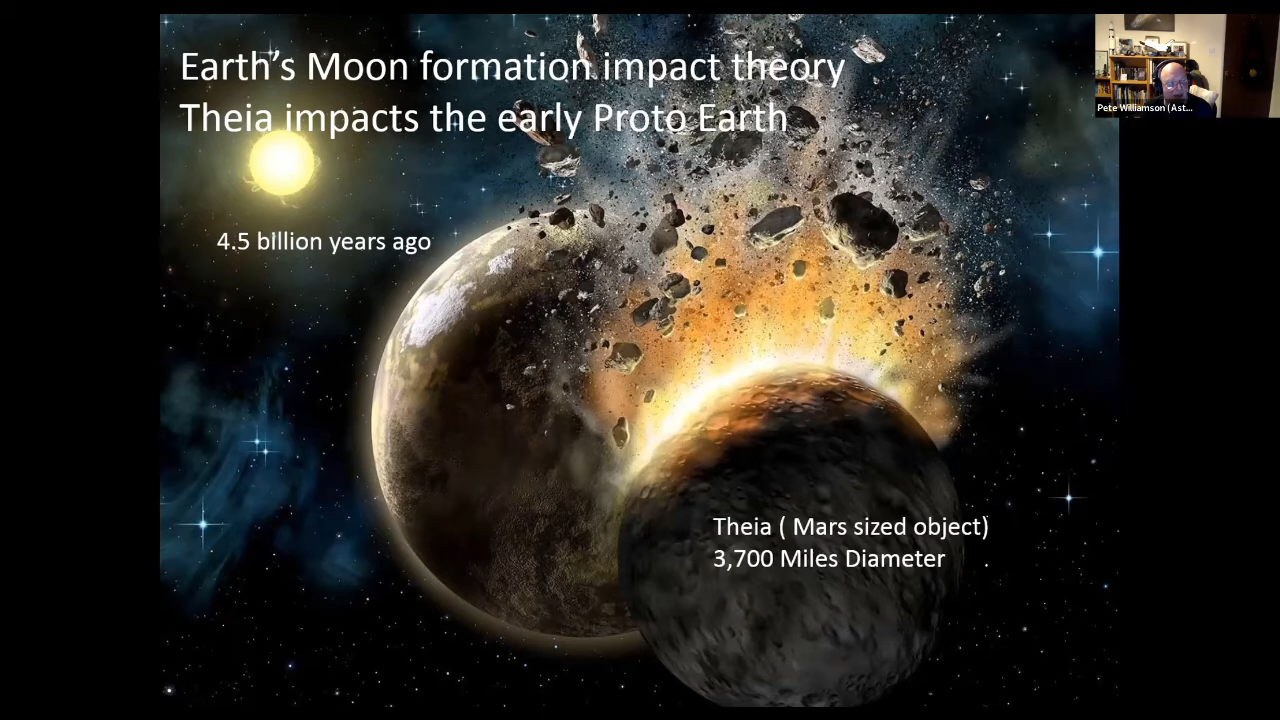 Earth's Moon formation impact theory
Theia impacts the early Proto Earth
4.5 billion years ago
Theia ( Mars sized object)
3,700 Miles Diameter .
Pete Williamson (Ast...